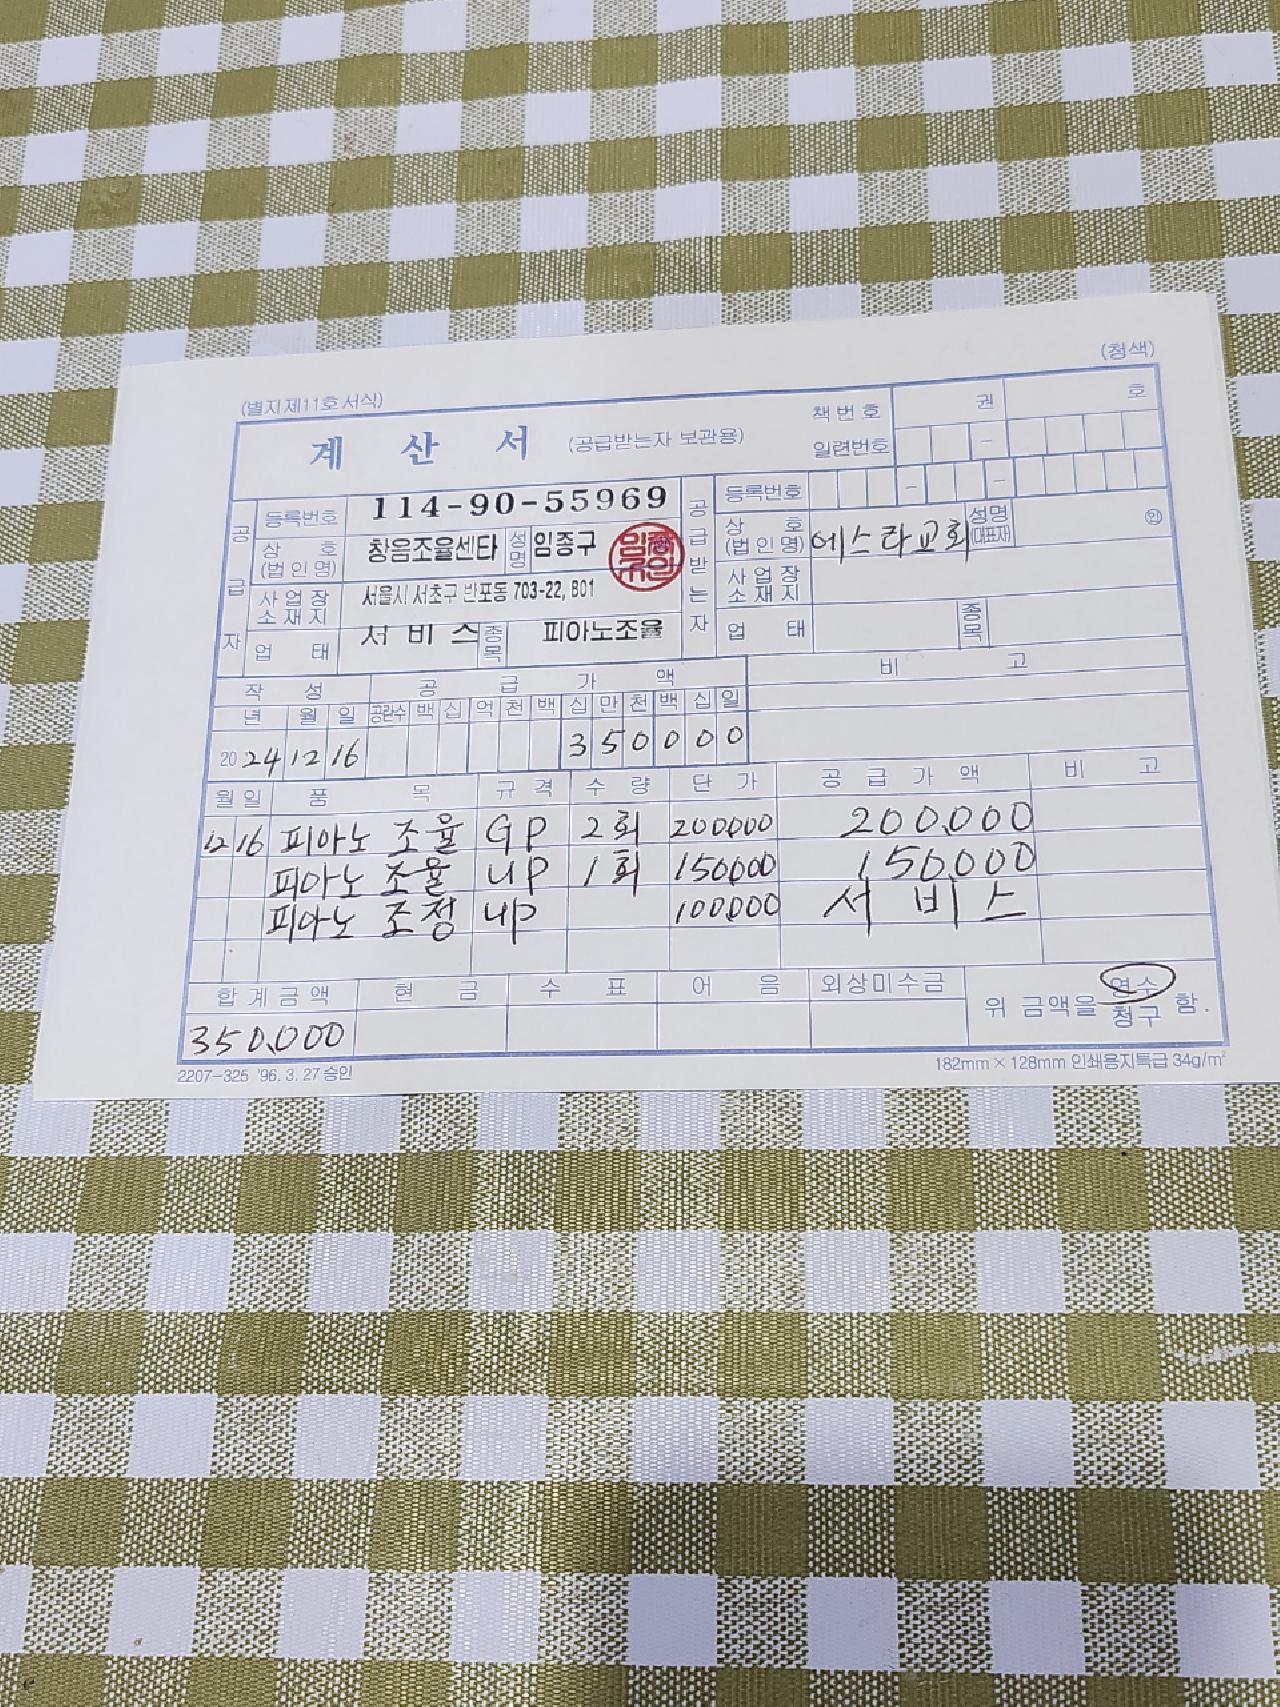 (청색)
(별지 제11호 서식)
계 산 서 (공급받는자 보관용)
책 번 호 권 호
일련번호 -
공급자
등록번호 114-90-55969
상 호 (법인명) 창음조율센타 성명 임종구
사업장 소재지 서울시 서초구 반포동 703-22, B01
업 태 서 비 스 종목 피아노조율
공급받는자
등록번호 - -
상 호 (법인명) 에스라교회 성명 (대표자) 인
사업장 소재지
업 태 종목
작 성 공 급 가 액 비 고
년 월 일 공란수 백 십 억 천 백 십 만 천 백 십 일
20 24 12 16 3 5 0 0 0 0
월 일 품 목 규 격 수 량 단 가 공 급 가 액 비 고
12 16 피아노 조율 GP 2회 200000 200.000
피아노 조율 UP 1회 150000 150.000
피아노 조정 UP 100000 서 비 스
합계금액 현 금 수 표 어 음 외상미수금
350.000
위 금액을 영수 청구 함.
2207-325 '96. 3. 27 승인
182mm×128mm 인쇄용지특급 34g/m²